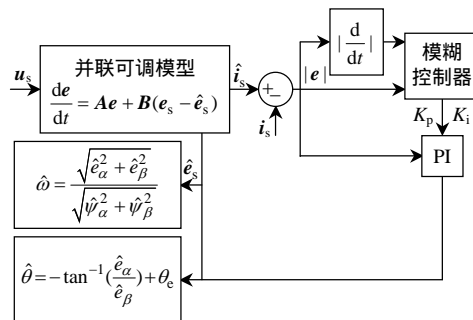 |d/dt|
模糊
控制器
并联可调模型
de/dt = Ae + B(e_s − ê_s)
u_s
î_s
+
−
|e|
i_s
K_p K_i
PI
ω̂ = √(ê_α² + ê_β²) / √(ψ̂_α² + ψ̂_β²)
ê_s
θ̂ = −tan⁻¹(ê_α/ê_β) + θ_e